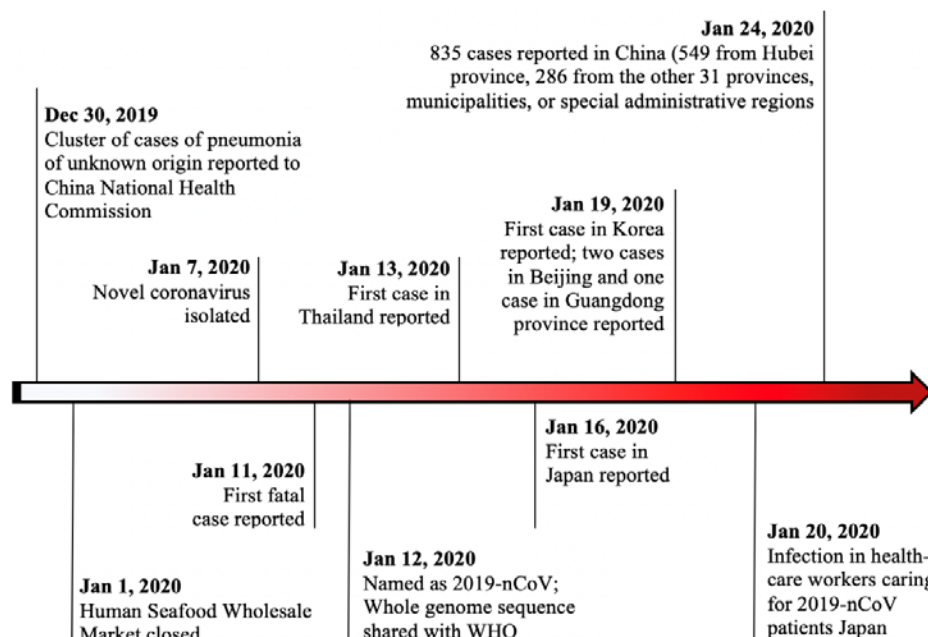 Jan 24, 2020
835 cases reported in China (549 from Hubei
province, 286 from the other 31 provinces,
municipalities, or special administrative regions
Dec 30, 2019
Cluster of cases of pneumonia
of unknown origin reported to
China National Health
Commission
Jan 19, 2020
First case in Korea
reported; two cases
in Beijing and one
case in Guangdong
province reported
Jan 7, 2020
Novel coronavirus
isolated
Jan 13, 2020
First case in
Thailand reported
Jan 16, 2020
First case in
Japan reported
Jan 11, 2020
First fatal
case reported
Jan 20, 2020
Infection in health-
care workers caring
for 2019-nCoV
patients Japan
Jan 12, 2020
Named as 2019-nCoV;
Whole genome sequence
shared with WHO
Jan 1, 2020
Human Seafood Wholesale
Market closed